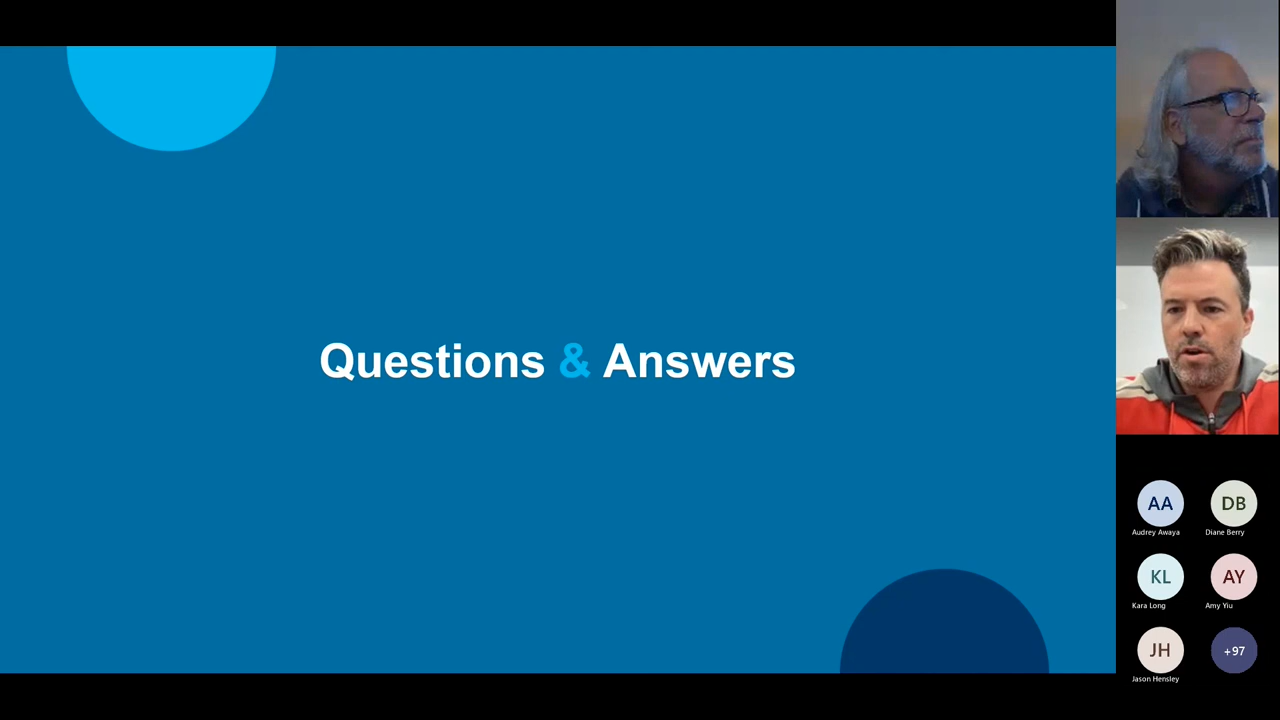 Questions & Answers
AA
DB
Audrey Awaya
Diane Berry
KL
AY
Kara Long
Amy Yiu
JH
+97
Jason Hensley